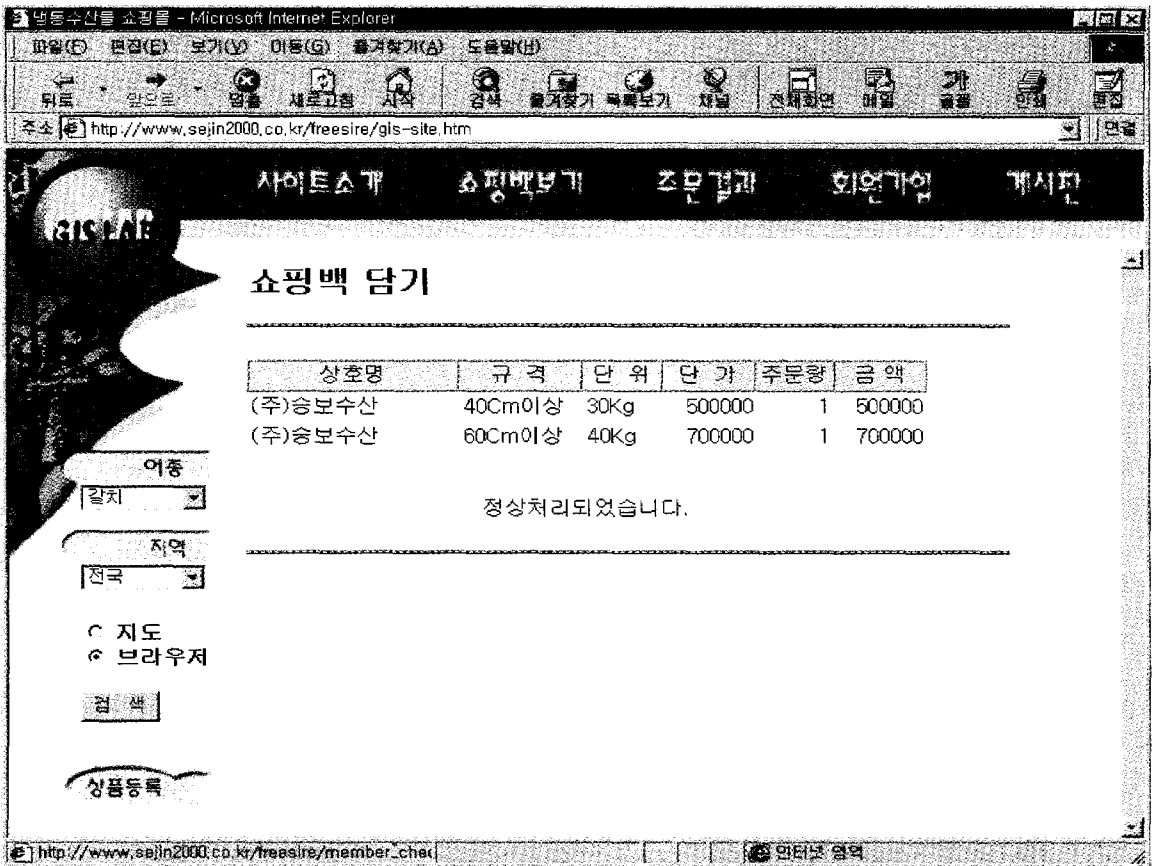 냉동수산물 쇼핑몰 - Microsoft Internet Explorer
파일(F) 편집(E) 보기(V) 이동(G) 즐겨찾기(A) 도움말(H)
뒤로 앞으로 멈춤 새로고침 시작 검색 즐겨찾기 목록보기 채널 전체화면 메일 글꼴 인쇄 편집
주소 http://www.sejin2000.co.kr/freesire/gis-site.htm 연결
사이트소개 쇼핑백보기 주문결과 회원가입 게시판
GIS LAB
쇼핑백 담기
상호명 규 격 단 위 단 가 주문량 금 액
(주)승보수산 40Cm이상 30Kg 500000 1 500000
(주)승보수산 60Cm이상 40Kg 700000 1 700000
어종
갈치
정상처리되었습니다.
지역
전국
지도
브라우저
검 색
상품등록
http://www.sejin2000.co.kr/freesire/member_chec 인터넷 영역